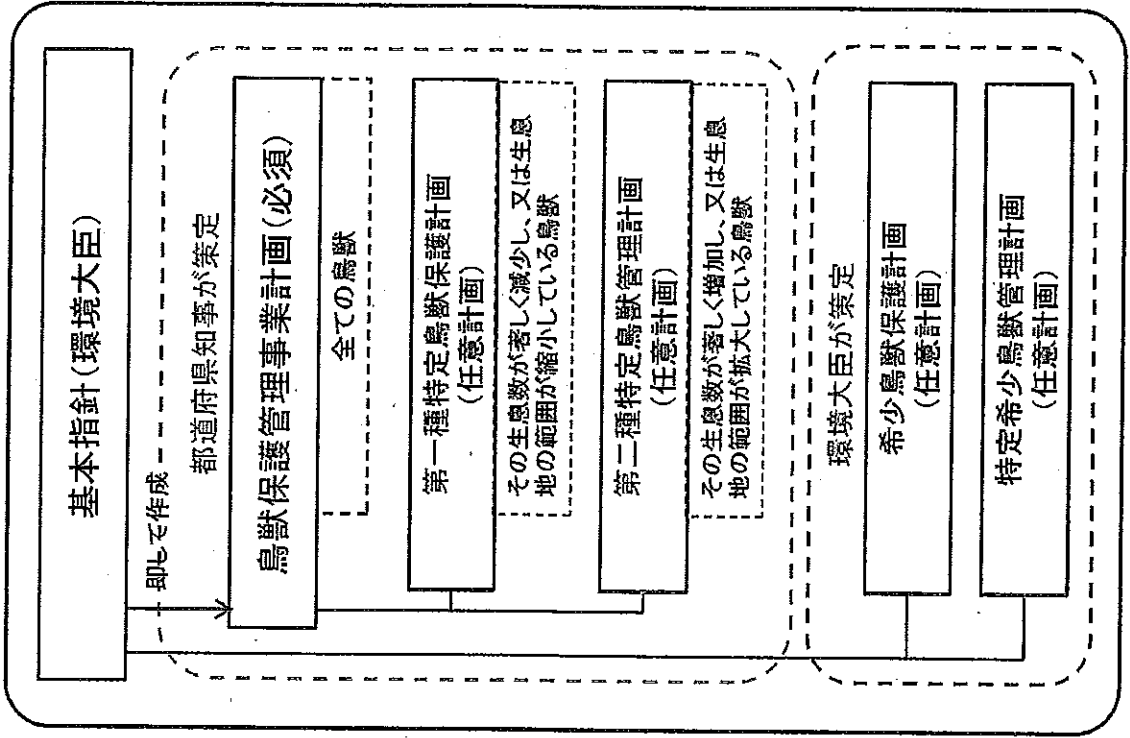 基本指針(環境大臣)
即して作成
都道府県知事が策定
鳥獣保護管理事業計画(必須)
全ての鳥獣
第一種特定鳥獣保護計画
(任意計画)
その生息数が著しく減少し、又は生息
地の範囲が縮小している鳥獣
第二種特定鳥獣管理計画
(任意計画)
その生息数が著しく増加し、又は生息
地の範囲が拡大している鳥獣
環境大臣が策定
希少鳥獣保護計画
(任意計画)
特定希少鳥獣管理計画
(任意計画)